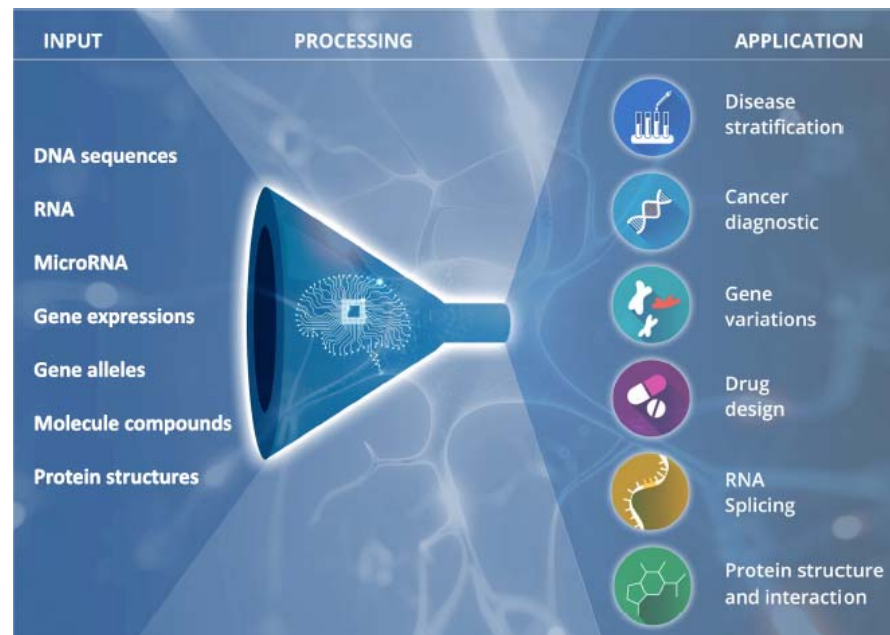 INPUT
PROCESSING
APPLICATION
DNA sequences
RNA
MicroRNA
Gene expressions
Gene alleles
Molecule compounds
Protein structures
Disease
stratification
Cancer
diagnostic
Gene
variations
Drug
design
RNA
Splicing
Protein structure
and interaction